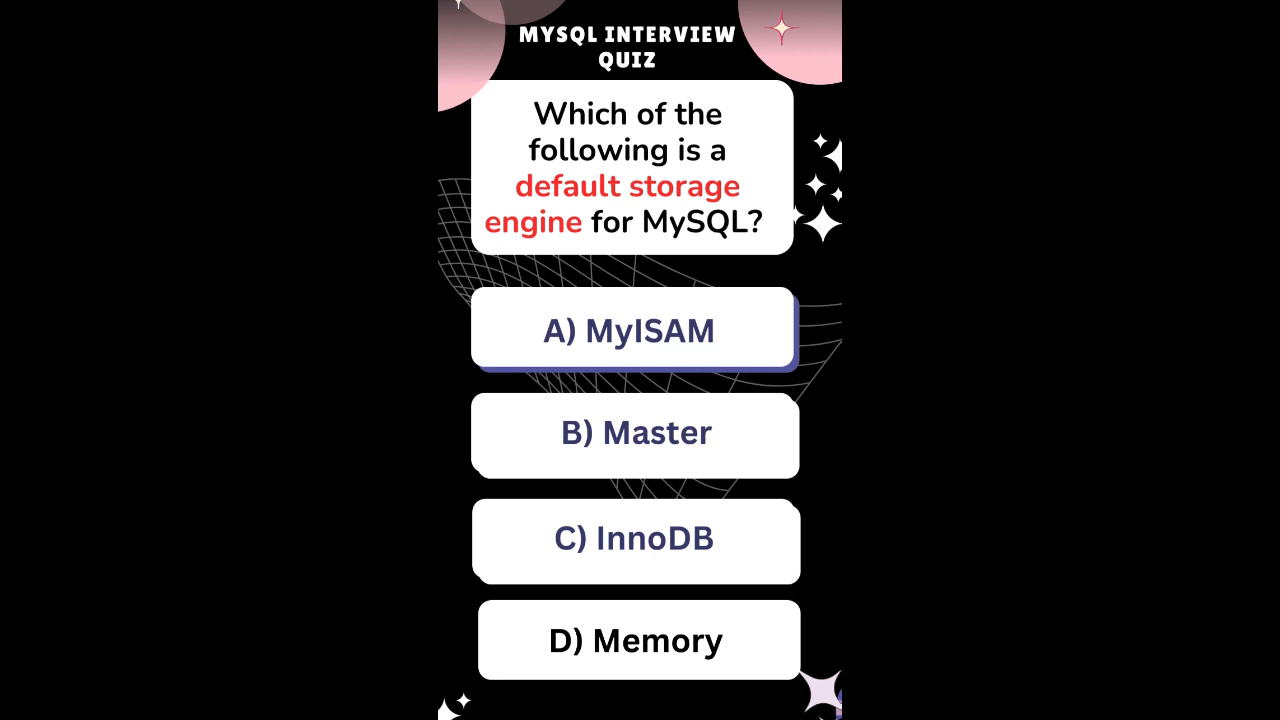 MYSQL INTERVIEW
QUIZ
Which of the
following is a
default storage
engine for MySQL?
A) MyISAM
B) Master
C) InnoDB
D) Memory